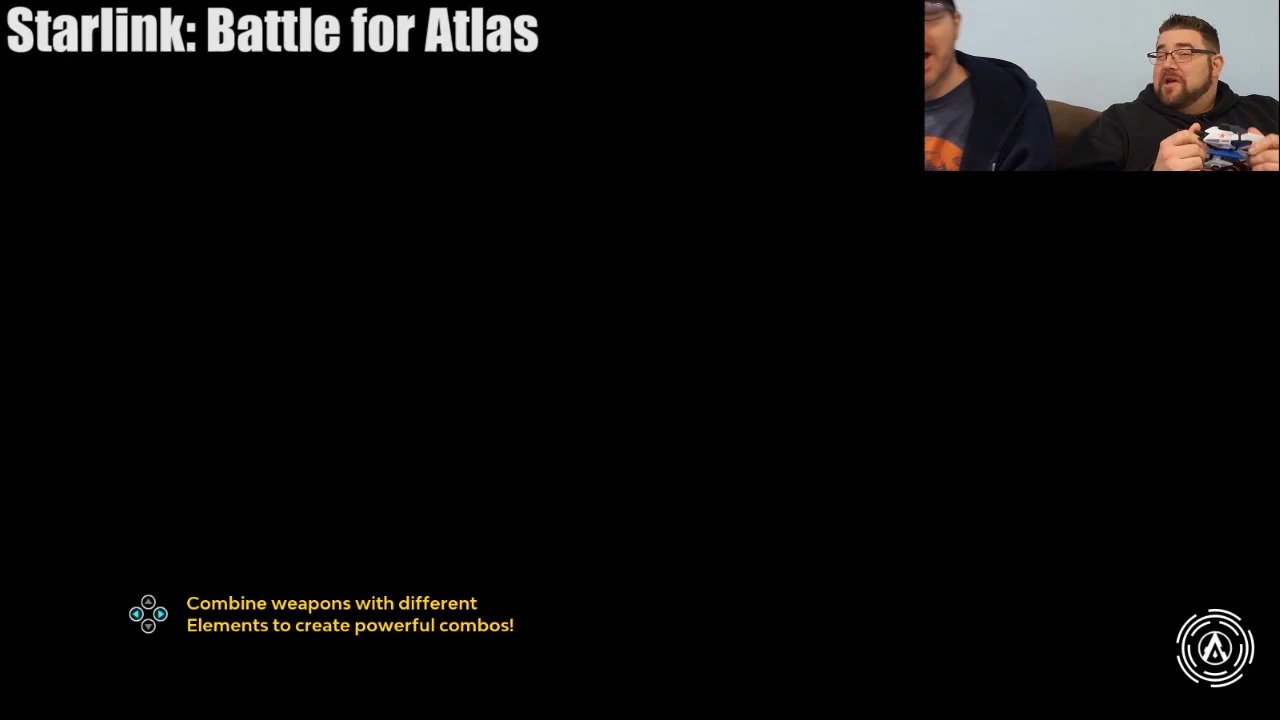 Starlink: Battle for Atlas
Combine weapons with different
Elements to create powerful combos!